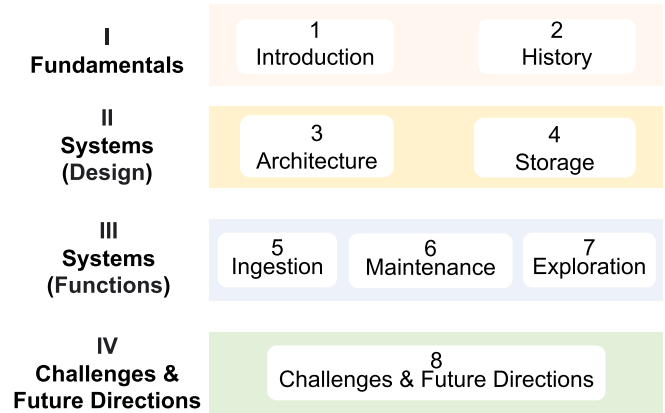 I
Fundamentals
1
Introduction
2
History
II
Systems
(Design)
3
Architecture
4
Storage
III
Systems
(Functions)
5
Ingestion
6
Maintenance
7
Exploration
IV
Challenges &
Future Directions
8
Challenges & Future Directions